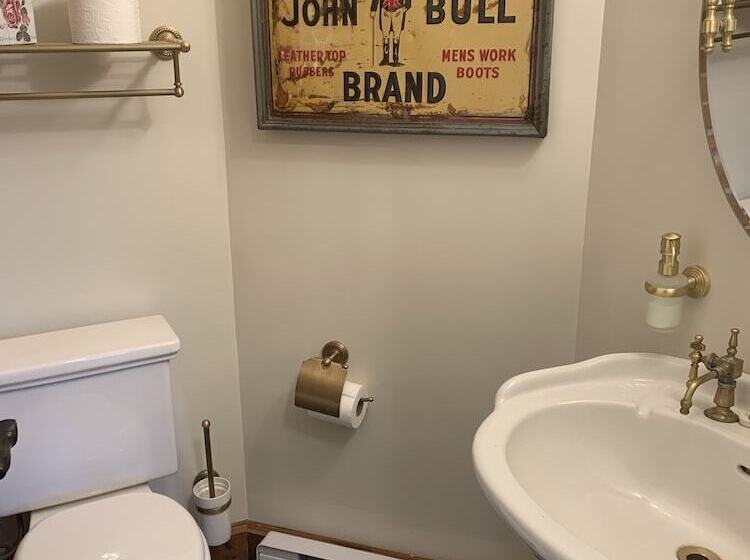 JOHN BULL
LEATHER TOP MENS WORK
RUBBERS BOOTS
BRAND